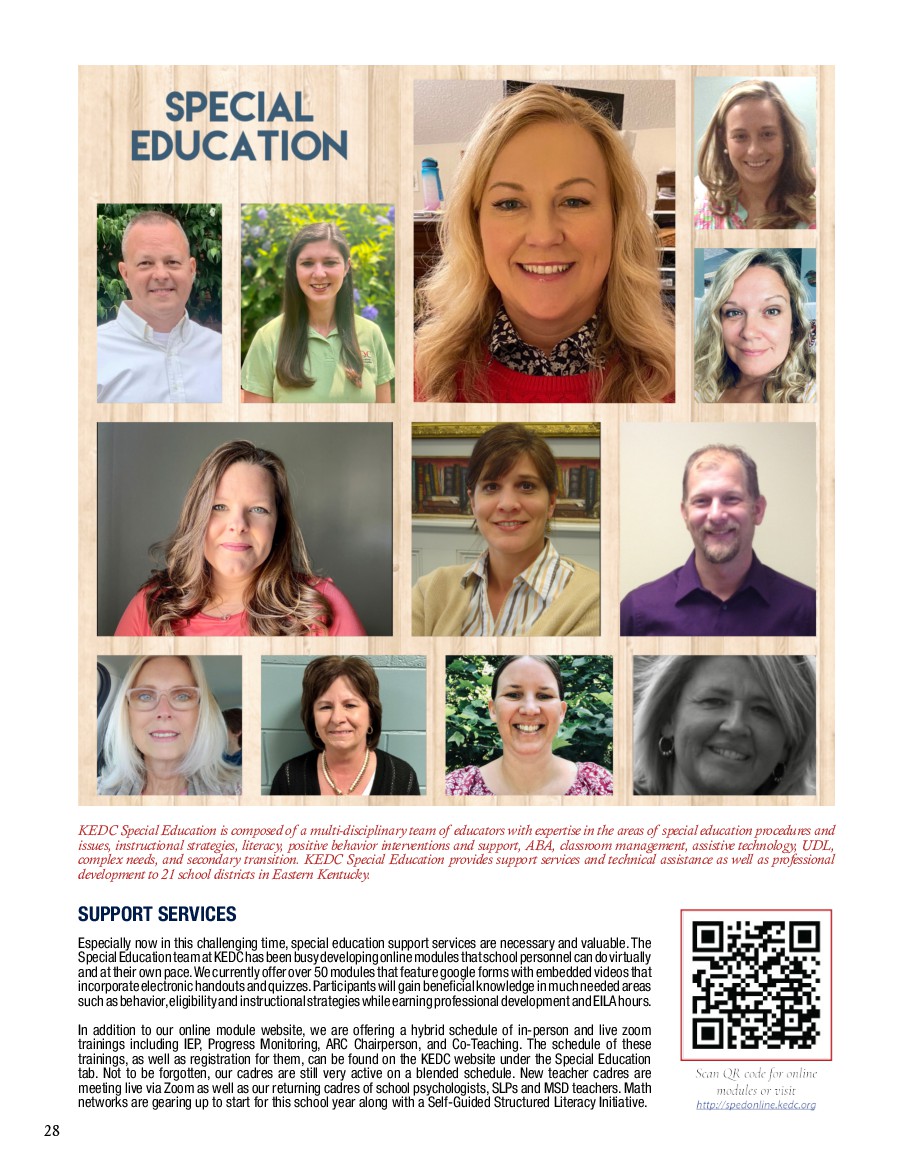 SPECIAL
EDUCATION
KEDC Special Education is composed of a multi-disciplinary team of educators with expertise in the areas of special education procedures and
issues, instructional strategies, literacy, positive behavior interventions and support, ABA, classroom management, assistive technology, UDL,
complex needs, and secondary transition. KEDC Special Education provides support services and technical assistance as well as professional
development to 21 school districts in Eastern Kentucky.
SUPPORT SERVICES
Especially now in this challenging time, special education support services are necessary and valuable. The
Special Education team at KEDC has been busy developing online modules that school personnel can do virtually
and at their own pace. We currently offer over 50 modules that feature google forms with embedded videos that
incorporate electronic handouts and quizzes. Participants will gain beneficial knowledge in much needed areas
such as behavior, eligibility and instructional strategies while earning professional development and EILA hours.
In addition to our online module website, we are offering a hybrid schedule of in-person and live zoom
trainings including IEP, Progress Monitoring, ARC Chairperson, and Co-Teaching. The schedule of these
trainings, as well as registration for them, can be found on the KEDC website under the Special Education
tab. Not to be forgotten, our cadres are still very active on a blended schedule. New teacher cadres are
meeting live via Zoom as well as our returning cadres of school psychologists, SLPs and MSD teachers. Math
networks are gearing up to start for this school year along with a Self-Guided Structured Literacy Initiative.
Scan QR code for online
modules or visit
http://spedonline.kedc.org
28